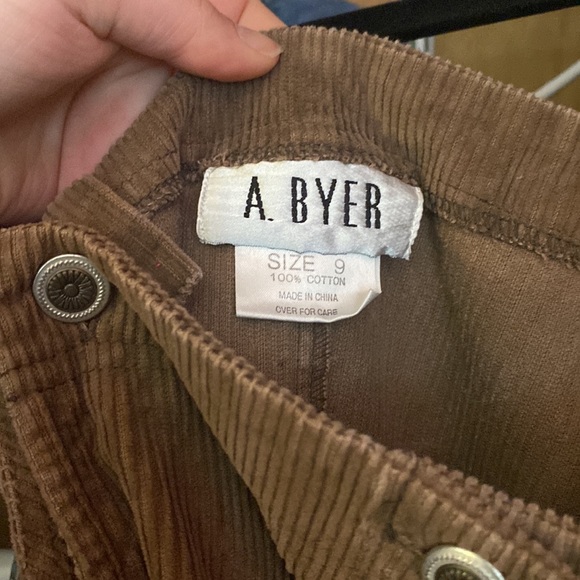 A. BYER
SIZE 9
100% COTTON
MADE IN CHINA
OVER FOR CARE